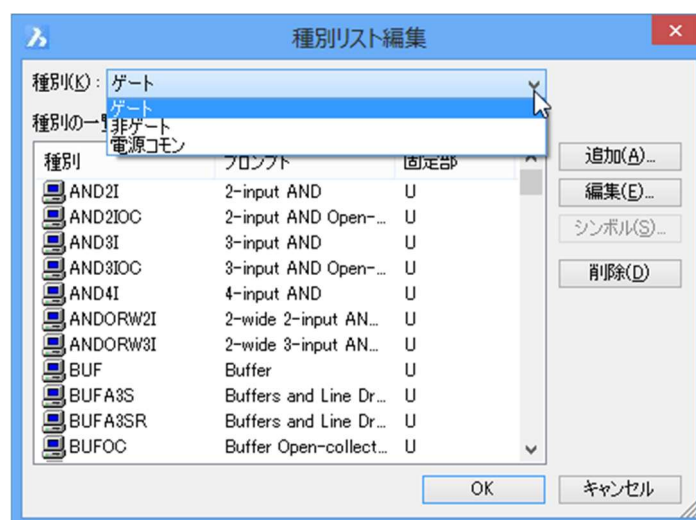 種別リスト編集
種別(K): ゲート
ゲート
非ゲート
電源コモン
種別の一
種別 プロンプト 固定部
AND2I 2-input AND U
AND2IOC 2-input AND Open-... U
AND3I 3-input AND U
AND3IOC 3-input AND Open-... U
AND4I 4-input AND U
ANDORW2I 2-wide 2-input AN... U
ANDORW3I 2-wide 3-input AN... U
BUF Buffer U
BUFA3S Buffers and Line Dr... U
BUFA3SR Buffers and Line Dr... U
BUFOC Buffer Open-collect... U
追加(A)...
編集(E)...
シンボル(S)...
削除(D)
OK
キャンセル